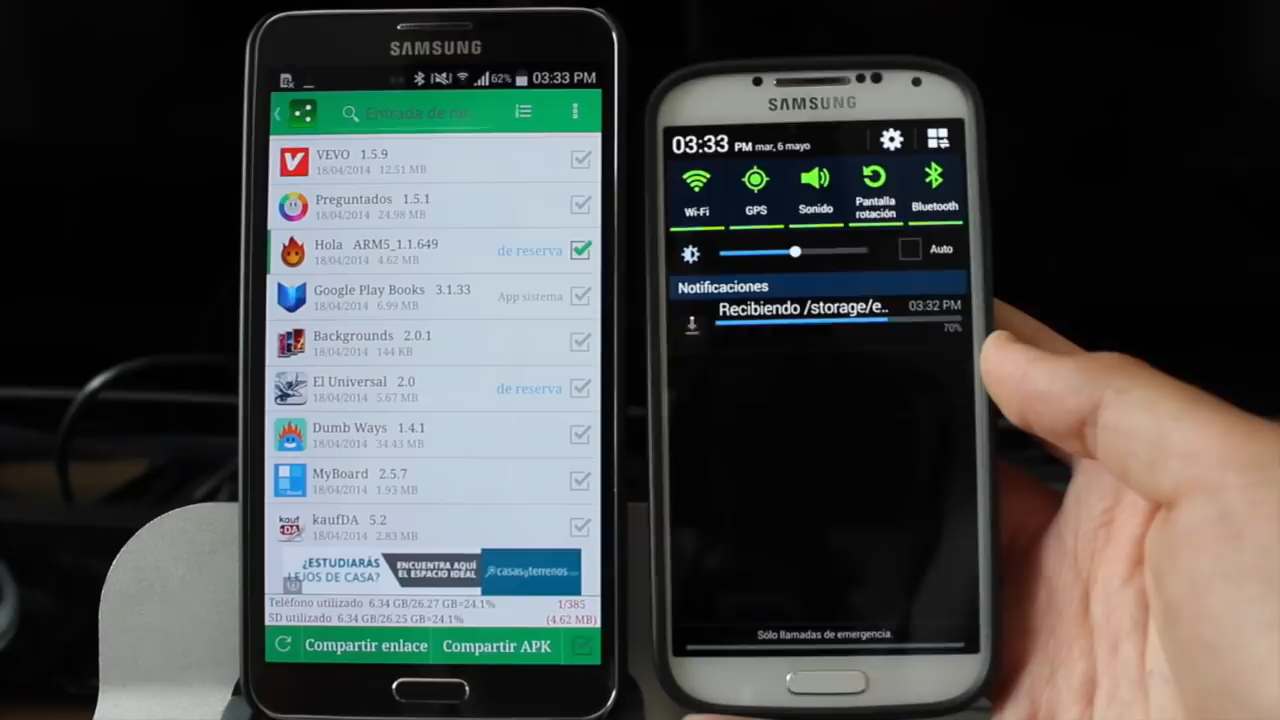 SAMSUNG
62% 03:33 PM
Entrada de ne...
VEVO 1.5.9
18/04/2014 12.51 MB
Preguntados 1.5.1
18/04/2014 24.98 MB
Hola ARM5_1.1.649
18/04/2014 4.62 MB
de reserva
Google Play Books 3.1.33
18/04/2014 6.99 MB
App sistema
Backgrounds 2.0.1
18/04/2014 144 KB
El Universal 2.0
18/04/2014 5.67 MB
de reserva
Dumb Ways 1.4.1
18/04/2014 34.43 MB
MyBoard 2.5.7
18/04/2014 1.93 MB
kauf
DA
kaufDA 5.2
18/04/2014 2.83 MB
¿ESTUDIARÁS
LEJOS DE CASA?
ENCUENTRA AQUÍ
EL ESPACIO IDEAL
casasyterrenos.com
Teléfono utilizado 6.34 GB/26.27 GB=24.1% 1/385
SD utilizado 6.34 GB/26.25 GB=24.1% (4.62 MB)
Compartir enlace Compartir APK
SAMSUNG
03:33 PM mar, 6 mayo
Wi-Fi
GPS
Sonido
Pantalla
rotación
Bluetooth
Auto
Notificaciones
Recibiendo /storage/e.. 03:32 PM
70%
Sólo llamadas de emergencia.